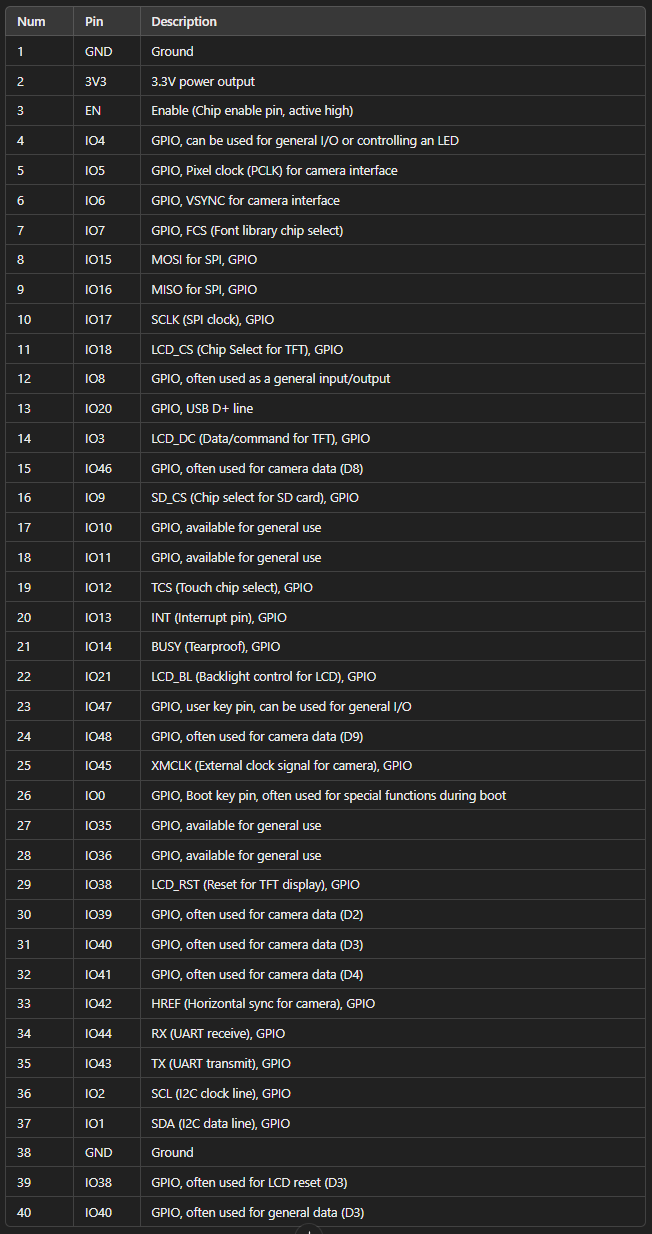 Num Pin Description
1 GND Ground
2 3V3 3.3V power output
3 EN Enable (Chip enable pin, active high)
4 IO4 GPIO, can be used for general I/O or controlling an LED
5 IO5 GPIO, Pixel clock (PCLK) for camera interface
6 IO6 GPIO, VSYNC for camera interface
7 IO7 GPIO, FCS (Font library chip select)
8 IO15 MOSI for SPI, GPIO
9 IO16 MISO for SPI, GPIO
10 IO17 SCLK (SPI clock), GPIO
11 IO18 LCD_CS (Chip Select for TFT), GPIO
12 IO8 GPIO, often used as a general input/output
13 IO20 GPIO, USB D+ line
14 IO3 LCD_DC (Data/command for TFT), GPIO
15 IO46 GPIO, often used for camera data (D8)
16 IO9 SD_CS (Chip select for SD card), GPIO
17 IO10 GPIO, available for general use
18 IO11 GPIO, available for general use
19 IO12 TCS (Touch chip select), GPIO
20 IO13 INT (Interrupt pin), GPIO
21 IO14 BUSY (Tearproof), GPIO
22 IO21 LCD_BL (Backlight control for LCD), GPIO
23 IO47 GPIO, user key pin, can be used for general I/O
24 IO48 GPIO, often used for camera data (D9)
25 IO45 XMCLK (External clock signal for camera), GPIO
26 IO0 GPIO, Boot key pin, often used for special functions during boot
27 IO35 GPIO, available for general use
28 IO36 GPIO, available for general use
29 IO38 LCD_RST (Reset for TFT display), GPIO
30 IO39 GPIO, often used for camera data (D2)
31 IO40 GPIO, often used for camera data (D3)
32 IO41 GPIO, often used for camera data (D4)
33 IO42 HREF (Horizontal sync for camera), GPIO
34 IO44 RX (UART receive), GPIO
35 IO43 TX (UART transmit), GPIO
36 IO2 SCL (I2C clock line), GPIO
37 IO1 SDA (I2C data line), GPIO
38 GND Ground
39 IO38 GPIO, often used for LCD reset (D3)
40 IO40 GPIO, often used for general data (D3)